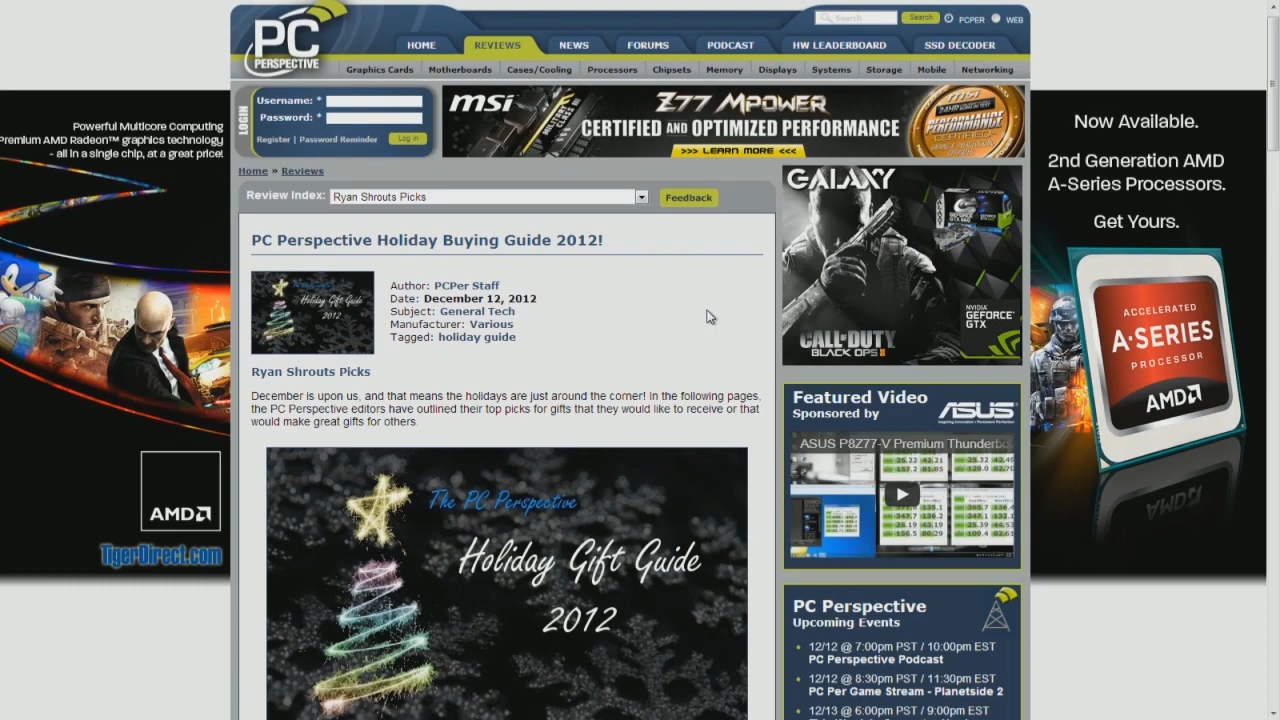 PC
PERSPECTIVE
Search
Search
PCPER
WEB
HOME
REVIEWS
NEWS
FORUMS
PODCAST
HW LEADERBOARD
SSD DECODER
Graphics Cards
Motherboards
Cases/Cooling
Processors
Chipsets
Memory
Displays
Systems
Storage
Mobile
Networking
LOGIN
Username: *
Password: *
Register | Password Reminder
Log in
msi
Z77 MPOWER
CERTIFIED AND OPTIMIZED PERFORMANCE
>>> LEARN MORE <<<
Powerful Multicore Computing
Premium AMD Radeon™ graphics technology
- all in a single chip, at a great price!
AMD
TigerDirect.com
Home » Reviews
Review Index:
Ryan Shrouts Picks
Feedback
PC Perspective Holiday Buying Guide 2012!
Holiday Gift Guide
2012
Author: PCPer Staff
Date: December 12, 2012
Subject: General Tech
Manufacturer: Various
Tagged: holiday guide
Ryan Shrouts Picks
December is upon us, and that means the holidays are just around the corner! In the following pages,
the PC Perspective editors have outlined their top picks for gifts that they would like to receive or that
would make great gifts for others.
The PC Perspective
Holiday Gift Guide
2012
GALAXY
NVIDIA
GEFORCE
GTX
CALL OF DUTY
BLACK OPS II
Featured Video
Sponsored by
ASUS
ASUS P8Z77-V Premium Thunderbo
PC Perspective
Upcoming Events
12/12 @ 7:00pm PST / 10:00pm EST
PC Perspective Podcast
12/12 @ 8:30pm PST / 11:30pm EST
PC Per Game Stream - Planetside 2
12/13 @ 6:00pm PST / 9:00pm EST
Now Available.
2nd Generation AMD
A-Series Processors.
Get Yours.
ACCELERATED
A-SERIES
PROCESSOR
AMD